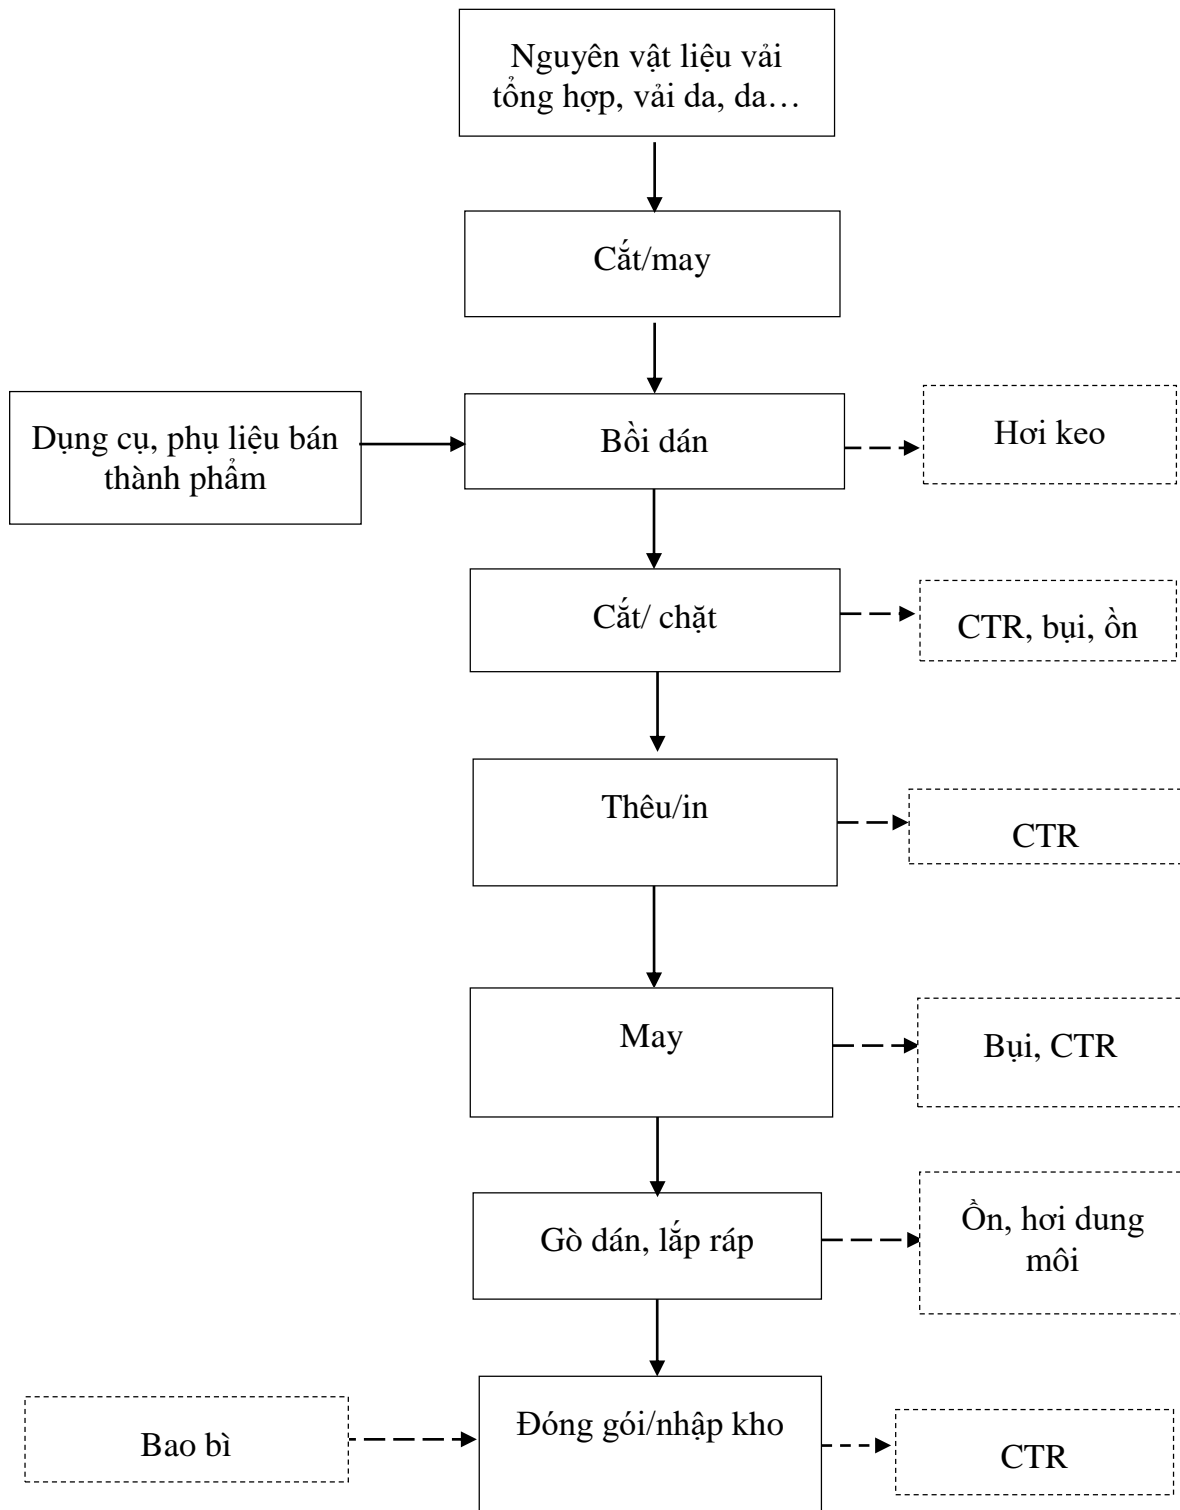 Nguyên vật liệu vải
tổng hợp, vải da, da…
Cắt/may
Dụng cụ, phụ liệu bán
thành phẩm
Bồi dán
Hơi keo
Cắt/ chặt
CTR, bụi, ồn
Thêu/in
CTR
May
Bụi, CTR
Gò dán, lắp ráp
Ồn, hơi dung
môi
Bao bì
Đóng gói/nhập kho
CTR